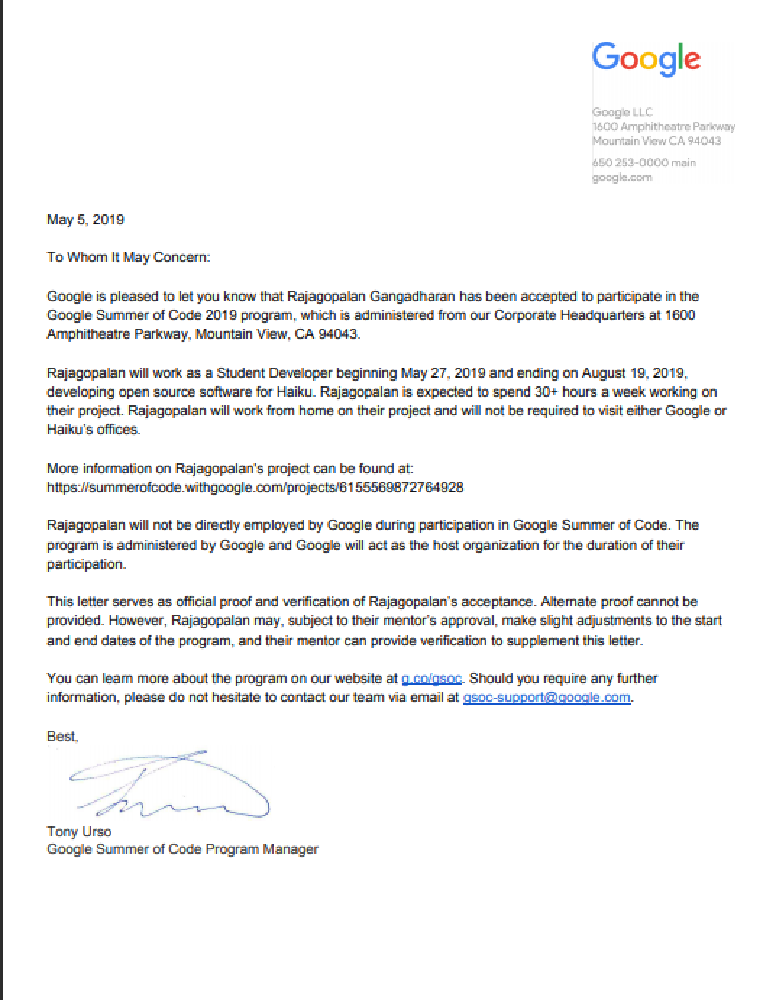 Google
Google LLC
1600 Amphitheatre Parkway
Mountain View CA 94043
650 253-0000 main
google.com
May 5, 2019
To Whom It May Concern:
Google is pleased to let you know that Rajagopalan Gangadharan has been accepted to participate in the
Google Summer of Code 2019 program, which is administered from our Corporate Headquarters at 1600
Amphitheatre Parkway, Mountain View, CA 94043.
Rajagopalan will work as a Student Developer beginning May 27, 2019 and ending on August 19, 2019,
developing open source software for Haiku. Rajagopalan is expected to spend 30+ hours a week working on
their project. Rajagopalan will work from home on their project and will not be required to visit either Google or
Haiku's offices.
More information on Rajagopalan's project can be found at:
https://summerofcode.withgoogle.com/projects/6155569872764928
Rajagopalan will not be directly employed by Google during participation in Google Summer of Code. The
program is administered by Google and Google will act as the host organization for the duration of their
participation.
This letter serves as official proof and verification of Rajagopalan's acceptance. Alternate proof cannot be
provided. However, Rajagopalan may, subject to their mentor's approval, make slight adjustments to the start
and end dates of the program, and their mentor can provide verification to supplement this letter.
You can learn more about the program on our website at g.co/gsoc. Should you require any further
information, please do not hesitate to contact our team via email at gsoc-support@google.com.
Best,
Tony Urso
Google Summer of Code Program Manager